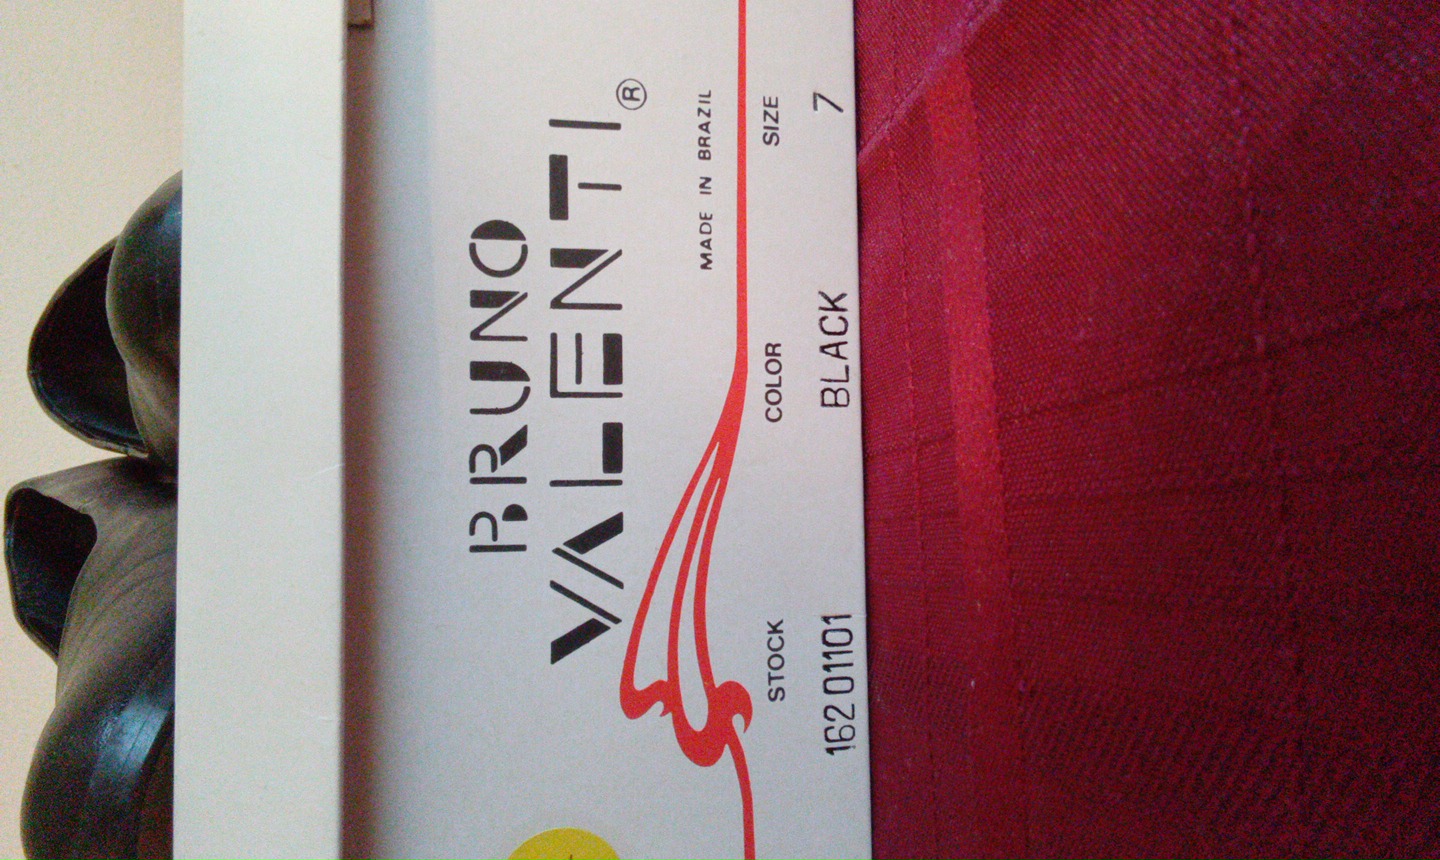 BRUNO
VALENTI ®
MADE IN BRAZIL
STOCK COLOR SIZE
162 01101 BLACK 7